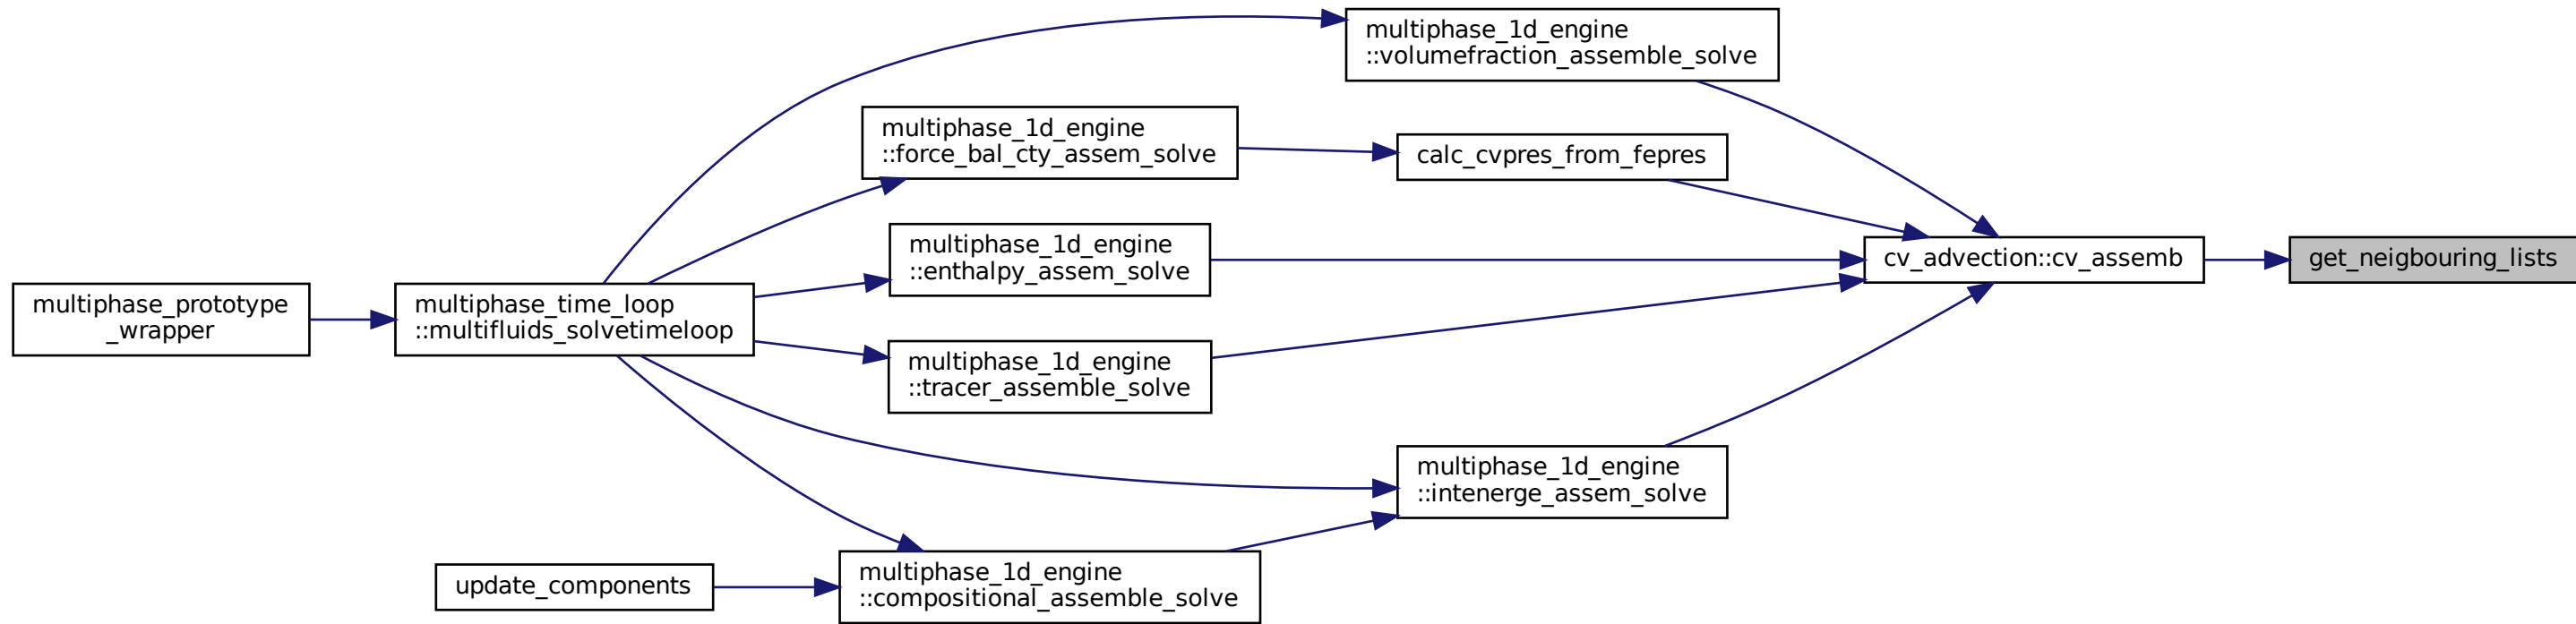 multiphase_1d_engine
::volumefraction_assemble_solve
multiphase_1d_engine
::force_bal_cty_assem_solve
calc_cvpres_from_fepres
multiphase_1d_engine
::enthalpy_assem_solve
cv_advection::cv_assemb
get_neigbouring_lists
multiphase_prototype
_wrapper
multiphase_time_loop
::multifluids_solvetimeloop
multiphase_1d_engine
::tracer_assemble_solve
multiphase_1d_engine
::intenerge_assem_solve
update_components
multiphase_1d_engine
::compositional_assemble_solve